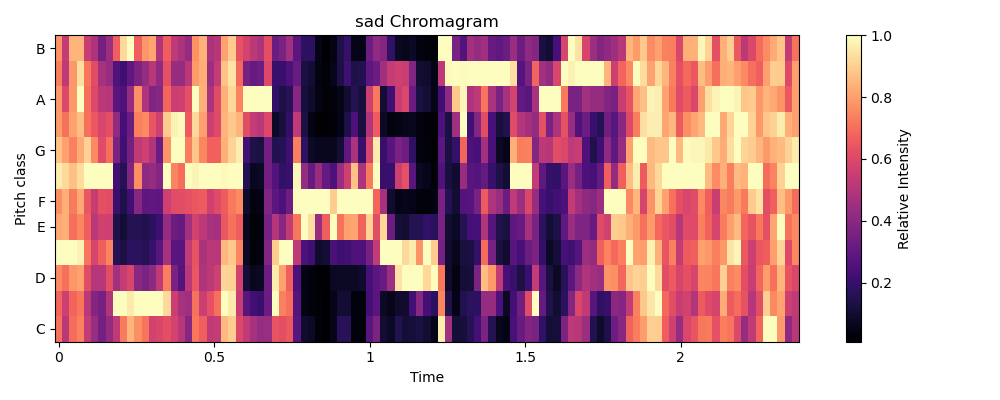 sad Chromagram
B
A
G
F
E
D
C
Pitch class
0
0.5
1
1.5
2
Time
1.0
0.8
0.6
0.4
0.2
Relative Intensity